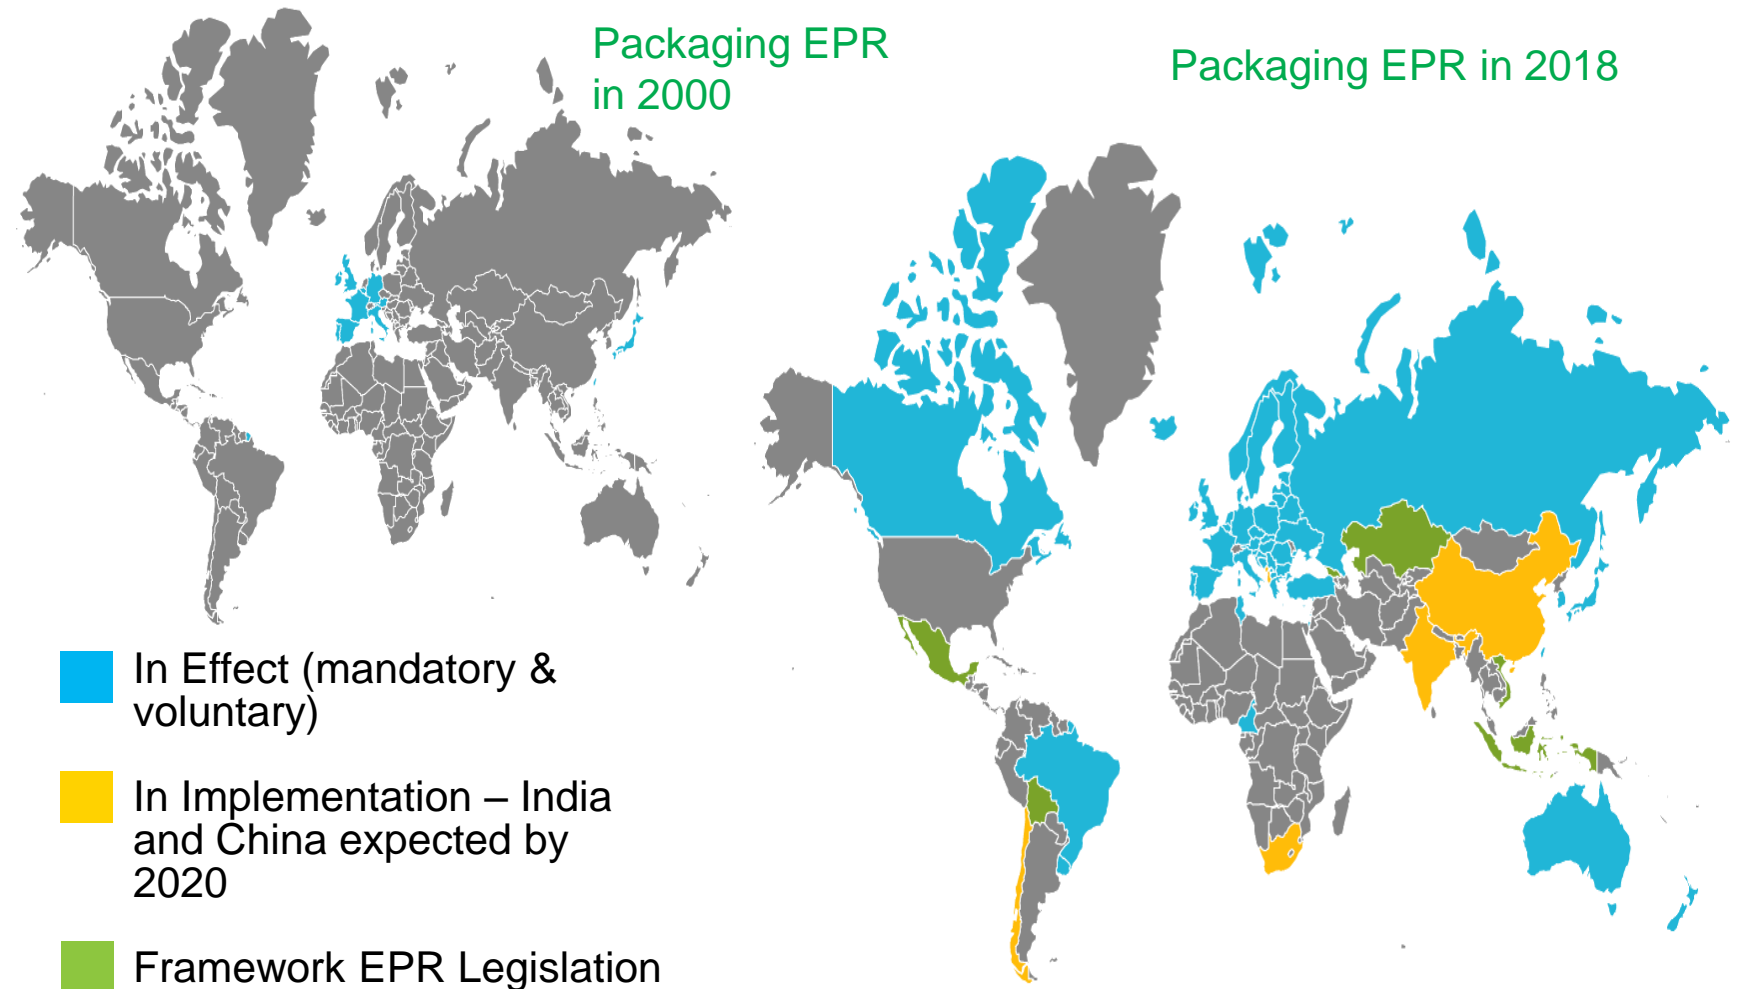 Packaging EPR
in 2000
Packaging EPR in 2018
In Effect (mandatory &
voluntary)
In Implementation – India
and China expected by
2020
Framework EPR Legislation